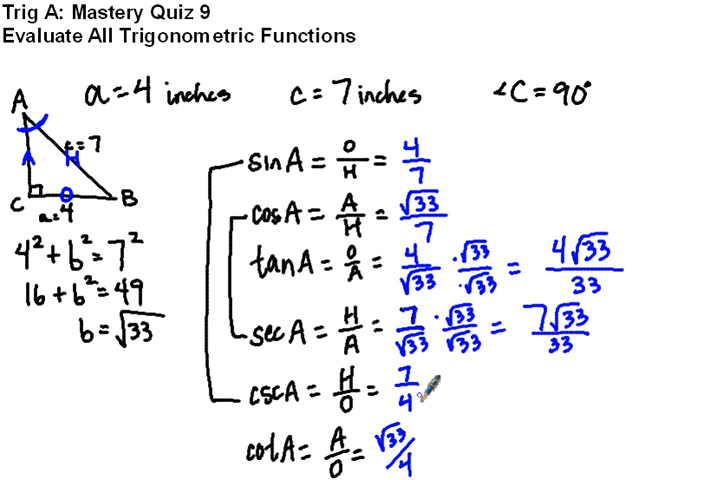 Trig A: Mastery Quiz 9
Evaluate All Trigonometric Functions
a = 4 inches c = 7 inches ∠C = 90°
A
c = 7
H
A
C
O
B
a = 4
4² + b² = 7²
16 + b² = 49
b = √33
sin A = O/H = 4/7
cos A = A/H = √33/7
tan A = O/A = 4/√33 · √33/·√33 = 4√33/33
sec A = H/A = 7/√33 · √33/√33 = 7√33/33
csc A = H/O = 7/4
cot A = A/O = √33/4